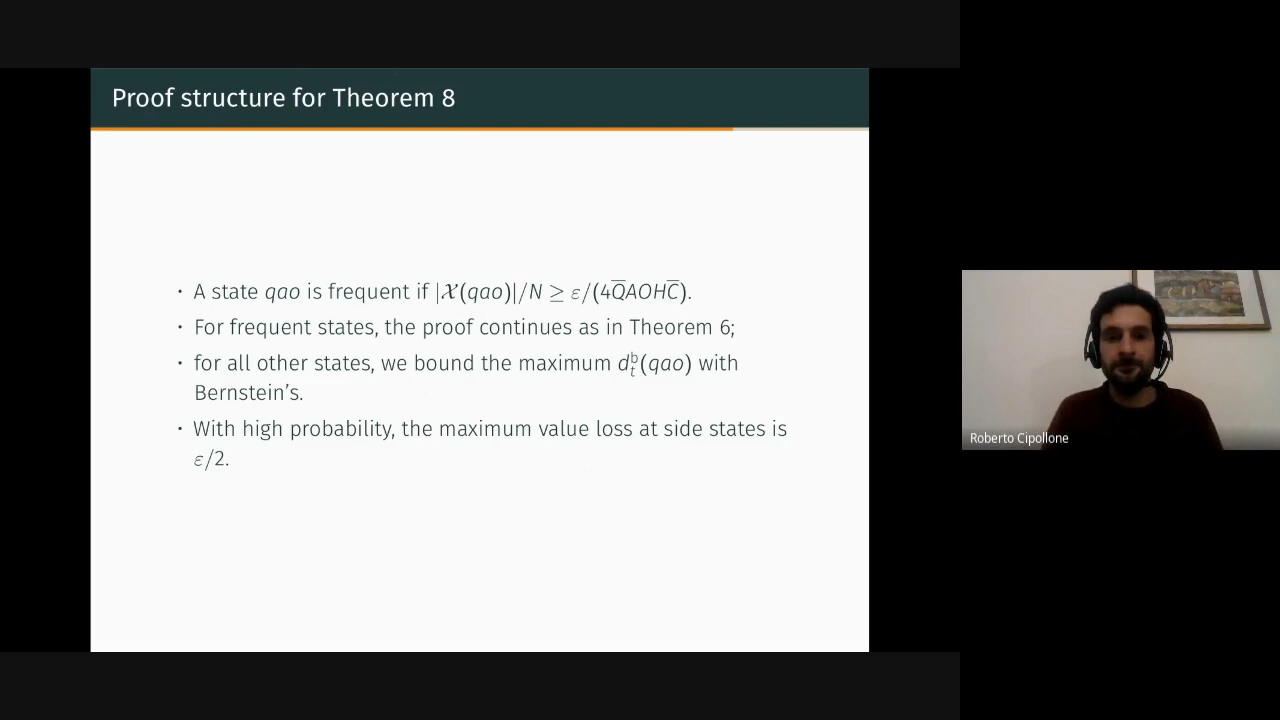 Proof structure for Theorem 8
• A state qao is frequent if |𝒳(qao)|/N ≥ ε/(4Q̅AOHC̅).
• For frequent states, the proof continues as in Theorem 6;
• for all other states, we bound the maximum dₜᵇ(qao) with
Bernstein's.
• With high probability, the maximum value loss at side states is
ε/2.
Roberto Cipollone